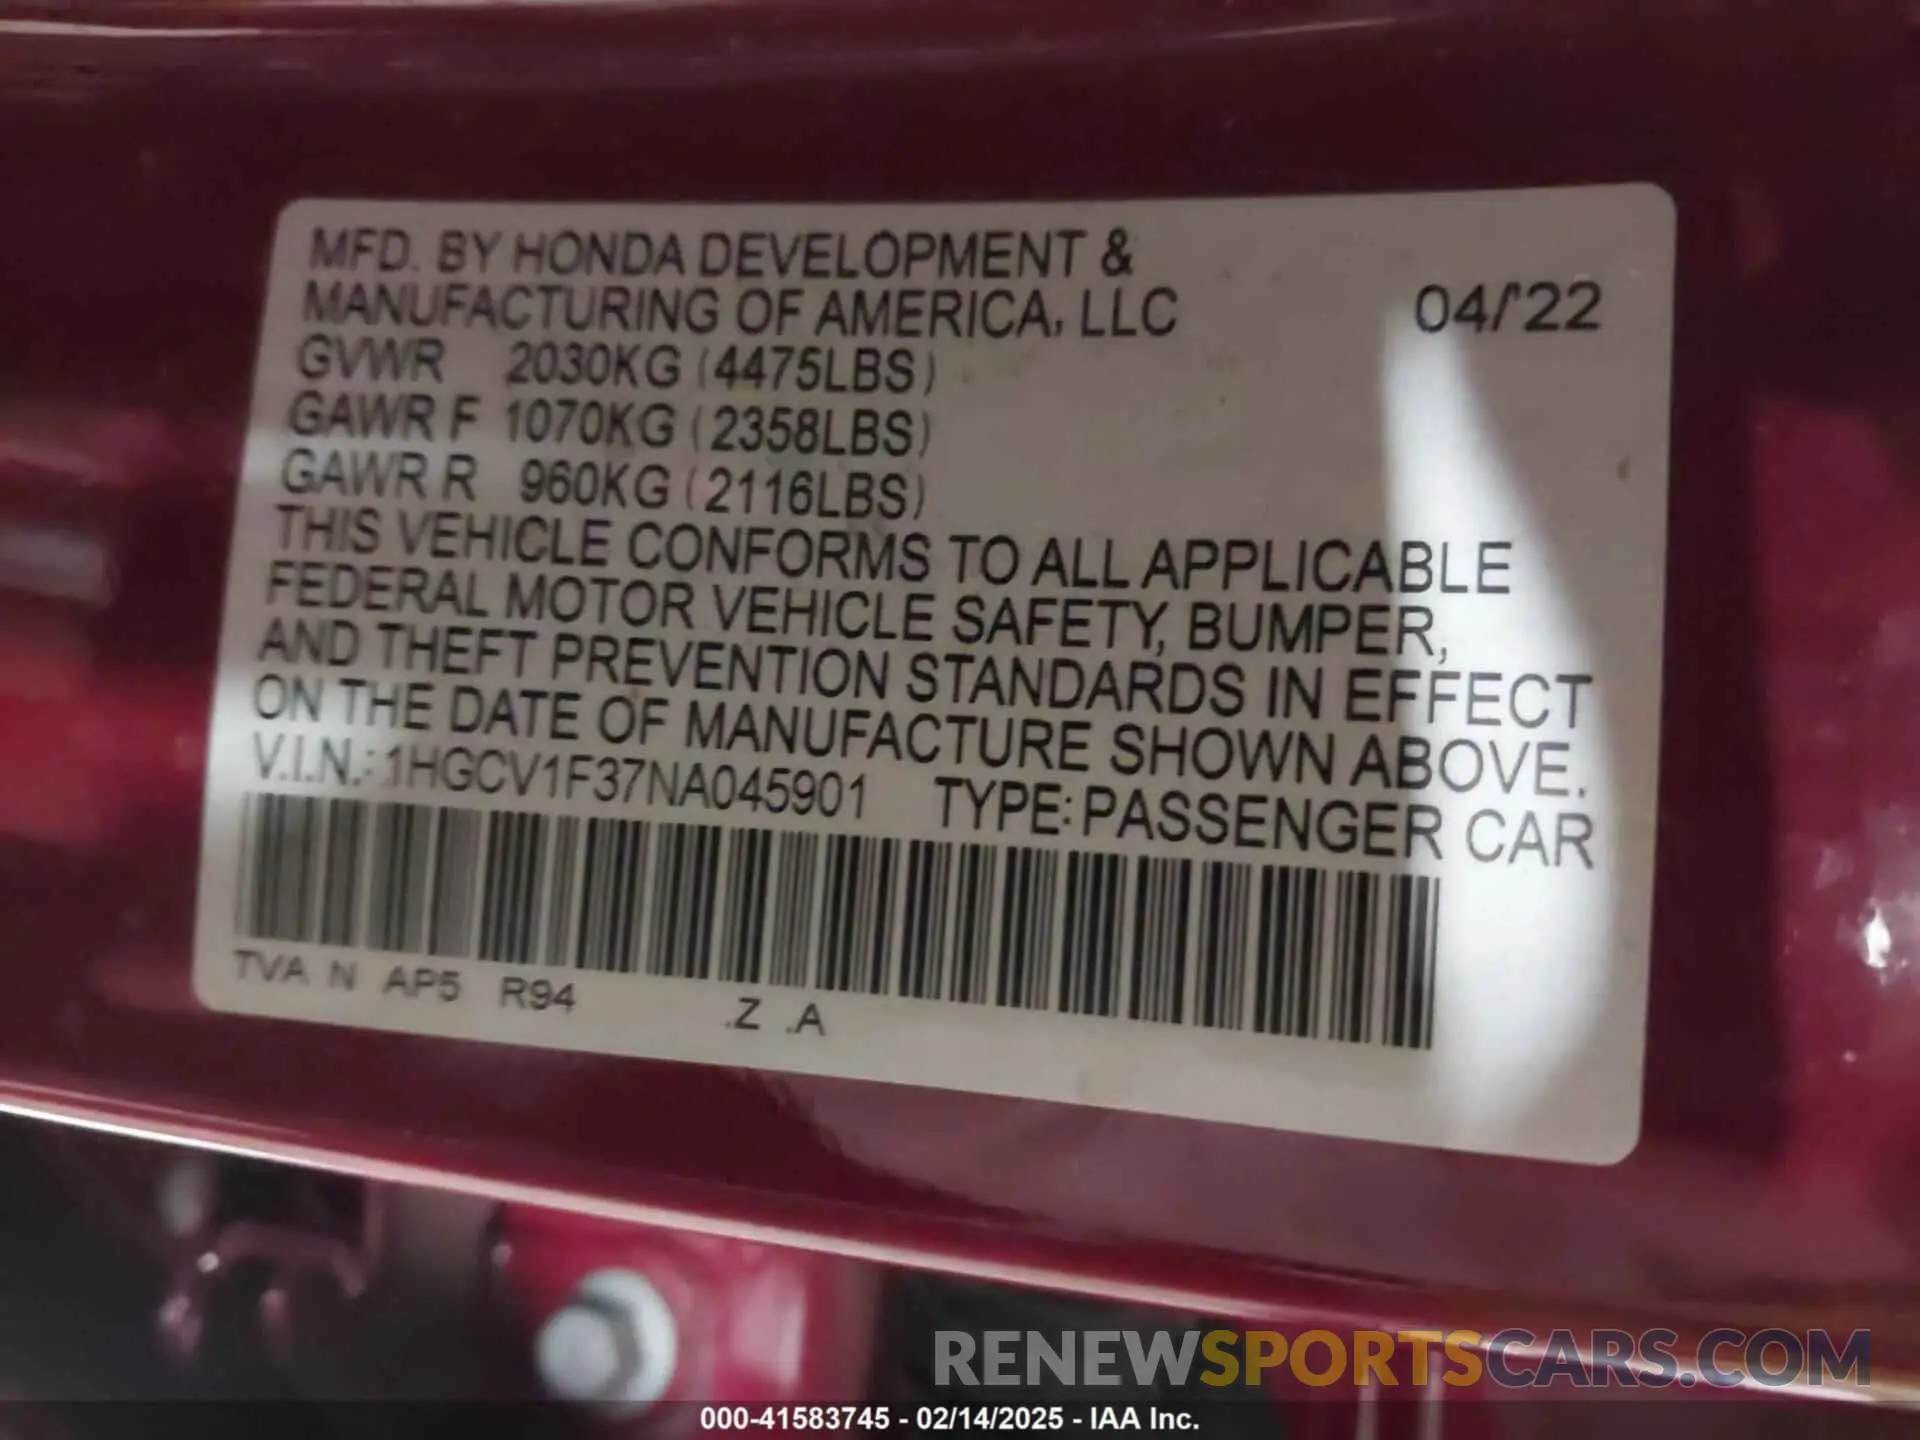 MFD. BY HONDA DEVELOPMENT &
MANUFACTURING OF AMERICA, LLC 04/'22
GVWR 2030KG (4475LBS)
GAWR F 1070KG (2358LBS)
GAWR R 960KG (2116LBS)
THIS VEHICLE CONFORMS TO ALL APPLICABLE
FEDERAL MOTOR VEHICLE SAFETY, BUMPER,
AND THEFT PREVENTION STANDARDS IN EFFECT
ON THE DATE OF MANUFACTURE SHOWN ABOVE.
V.I.N.: 1HGCV1F37NA045901 TYPE: PASSENGER CAR
TVA N AP5 R94 .Z .A
RENEWSPORTSCARS.COM
000-41583745 - 02/14/2025 - IAA Inc.